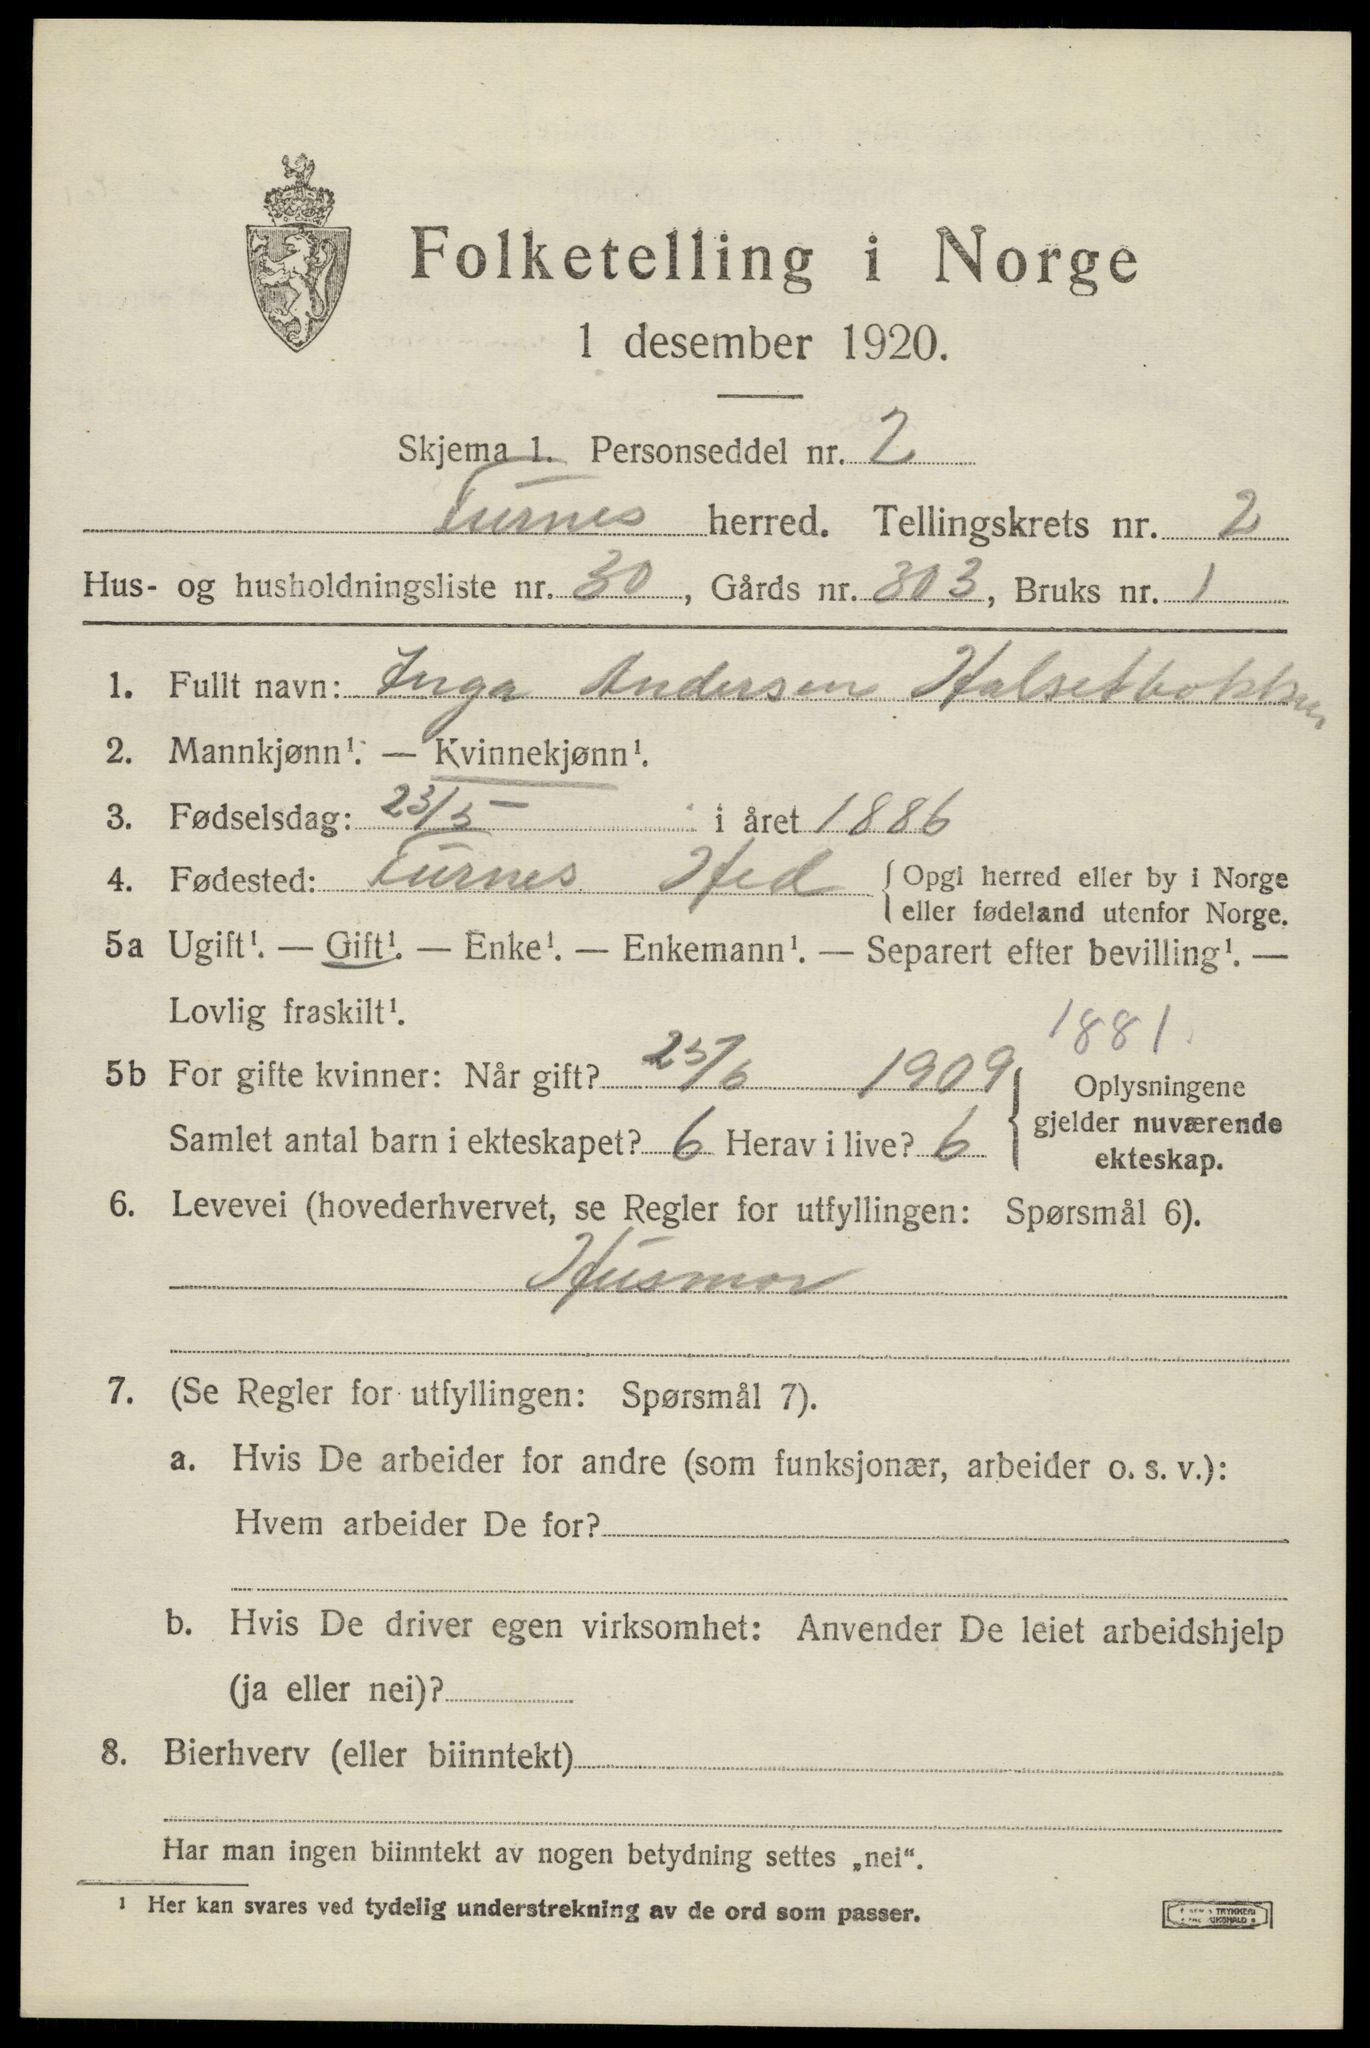 Folketelling i Norge
1 desember 1920.
Skjema 1. Personseddel nr. 2
Furnes herred. Tellingskrets nr. 2
Hus- og husholdningsliste nr. 30, Gårds nr. 303, Bruks nr. 1
1. Fullt navn: Inga Andersen Halsetbakken
2. Mannkjønn¹. — Kvinnekjønn¹.
3. Fødselsdag: 23/5 — i året 1886
4. Fødested: Furnes Hed { Opgi herred eller by i Norge
eller fødeland utenfor Norge.
5a Ugift¹. — Gift¹. — Enke¹. — Enkemann¹. — Separert efter bevilling¹. —
Lovlig fraskilt¹.
1881
5b For gifte kvinner: Når gift? 23/6 1909
Samlet antal barn i ekteskapet? 6 Herav i live? 6
{ Oplysningene
gjelder nuværende
ekteskap.
6. Levevei (hovederhvervet, se Regler for utfyllingen: Spørsmål 6).
Husmor
7. (Se Regler for utfyllingen: Spørsmål 7).
a. Hvis De arbeider for andre (som funksjonær, arbeider o. s. v.):
Hvem arbeider De for?
b. Hvis De driver egen virksomhet: Anvender De leiet arbeidshjelp
(ja eller nei)?
8. Bierhverv (eller biinntekt)
Har man ingen biinntekt av nogen betydning settes „nei“.
¹ Her kan svares ved tydelig understrekning av de ord som passer.